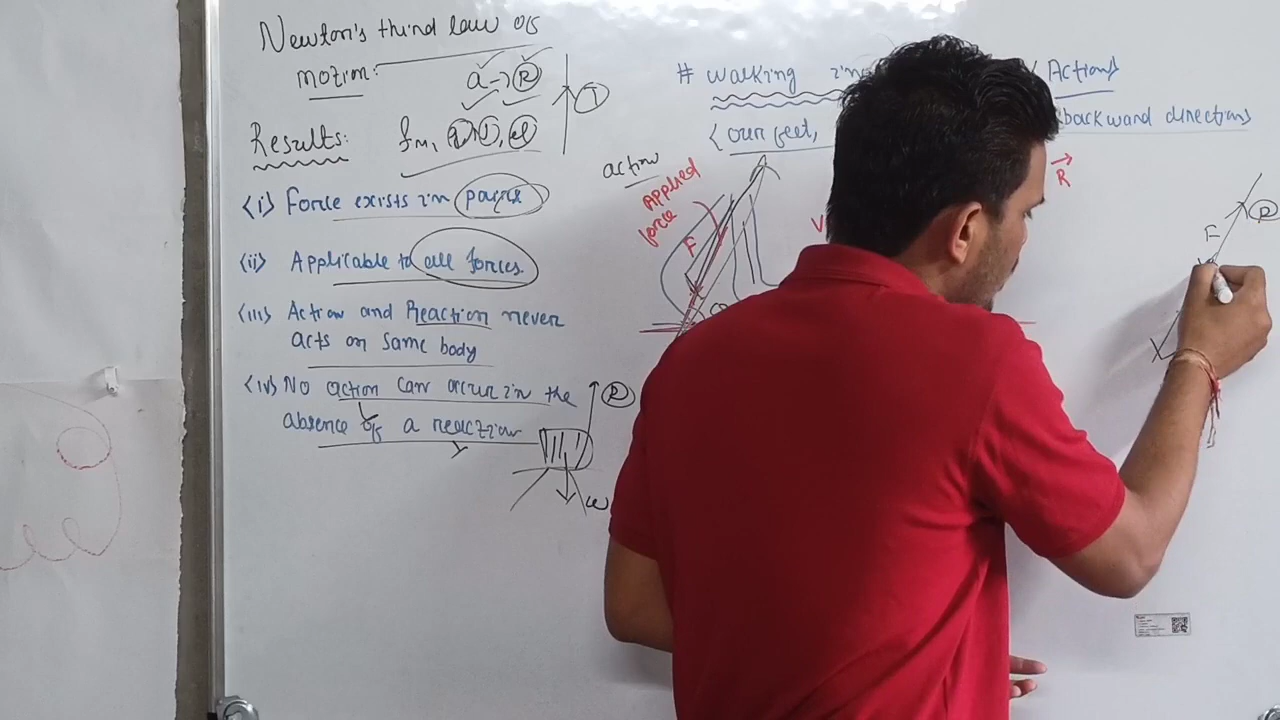 Newton's third law of
motion:
a → R
T
Results:
(i) Force exists in pairs
(ii) Applicable to all forces.
(iii) Action and Reaction never
acts on same body
(iv) No action can occur in the
absence of a reaction
R
w
# walking in
(Action)
(our feet,
backward direction)
action
Applied
force
F
R
F
R